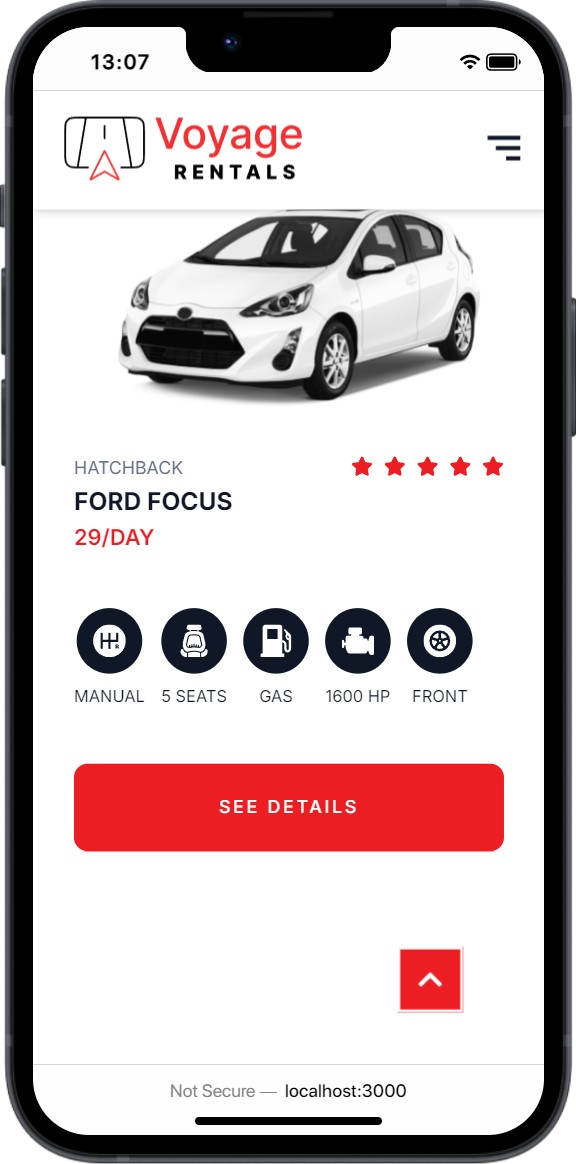 13:07
Voyage
RENTALS
HATCHBACK
FORD FOCUS
29/DAY
MANUAL 5 SEATS GAS 1600 HP FRONT
SEE DETAILS
Not Secure — localhost:3000